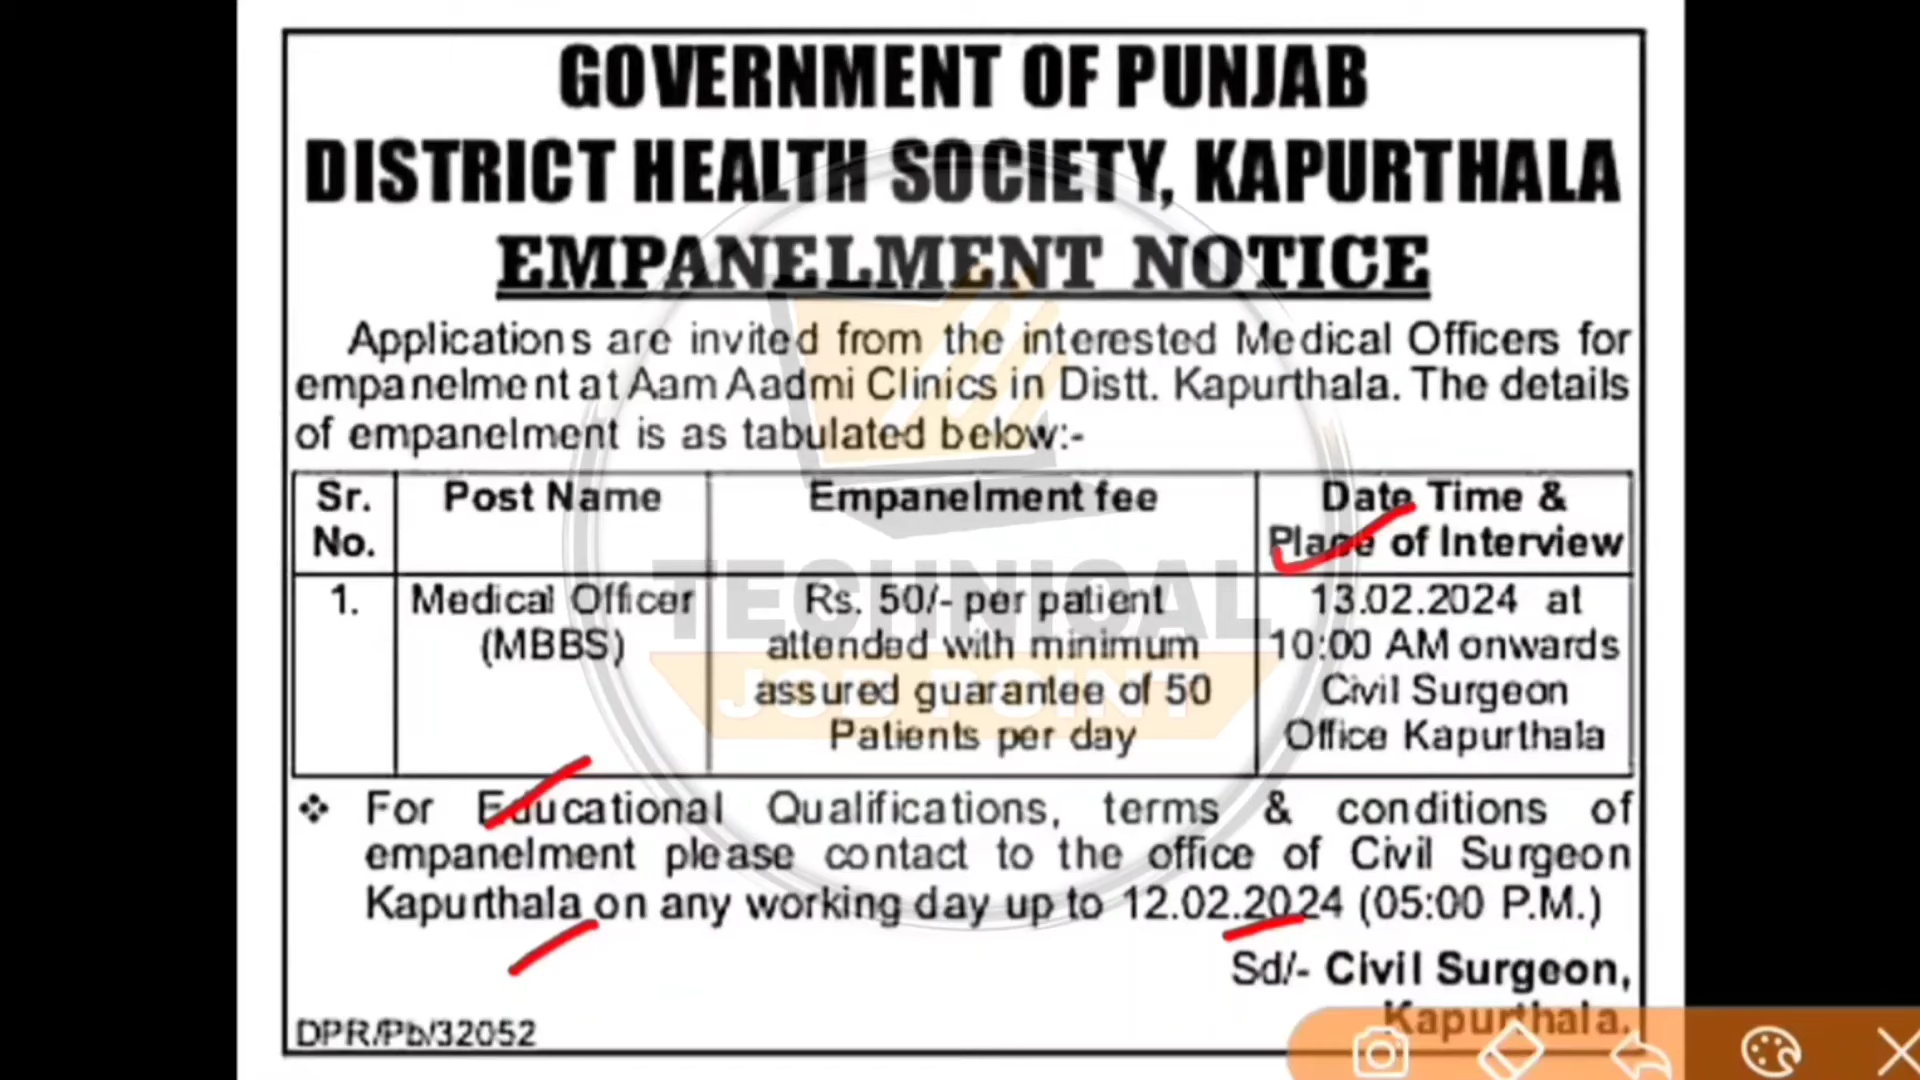 GOVERNMENT OF PUNJAB
DISTRICT HEALTH SOCIETY, KAPURTHALA
EMPANELMENT NOTICE
Applications are invited from the interested Medical Officers for
empanelment at Aam Aadmi Clinics in Distt. Kapurthala. The details
of empanelment is as tabulated below:-
Sr. No.
Post Name
Empanelment fee
Date Time &
Place of Interview
1.
Medical Officer
(MBBS)
Rs. 50/- per patient
attended with minimum
assured guarantee of 50
Patients per day
13.02.2024 at
10:00 AM onwards
Civil Surgeon
Office Kapurthala
TECHNICAL
JOB POINT
❖ For Educational Qualifications, terms & conditions of
empanelment please contact to the office of Civil Surgeon
Kapurthala on any working day up to 12.02.2024 (05:00 P.M.)
Sd/- Civil Surgeon,
Kapurthala.
DPR/Pb/32052